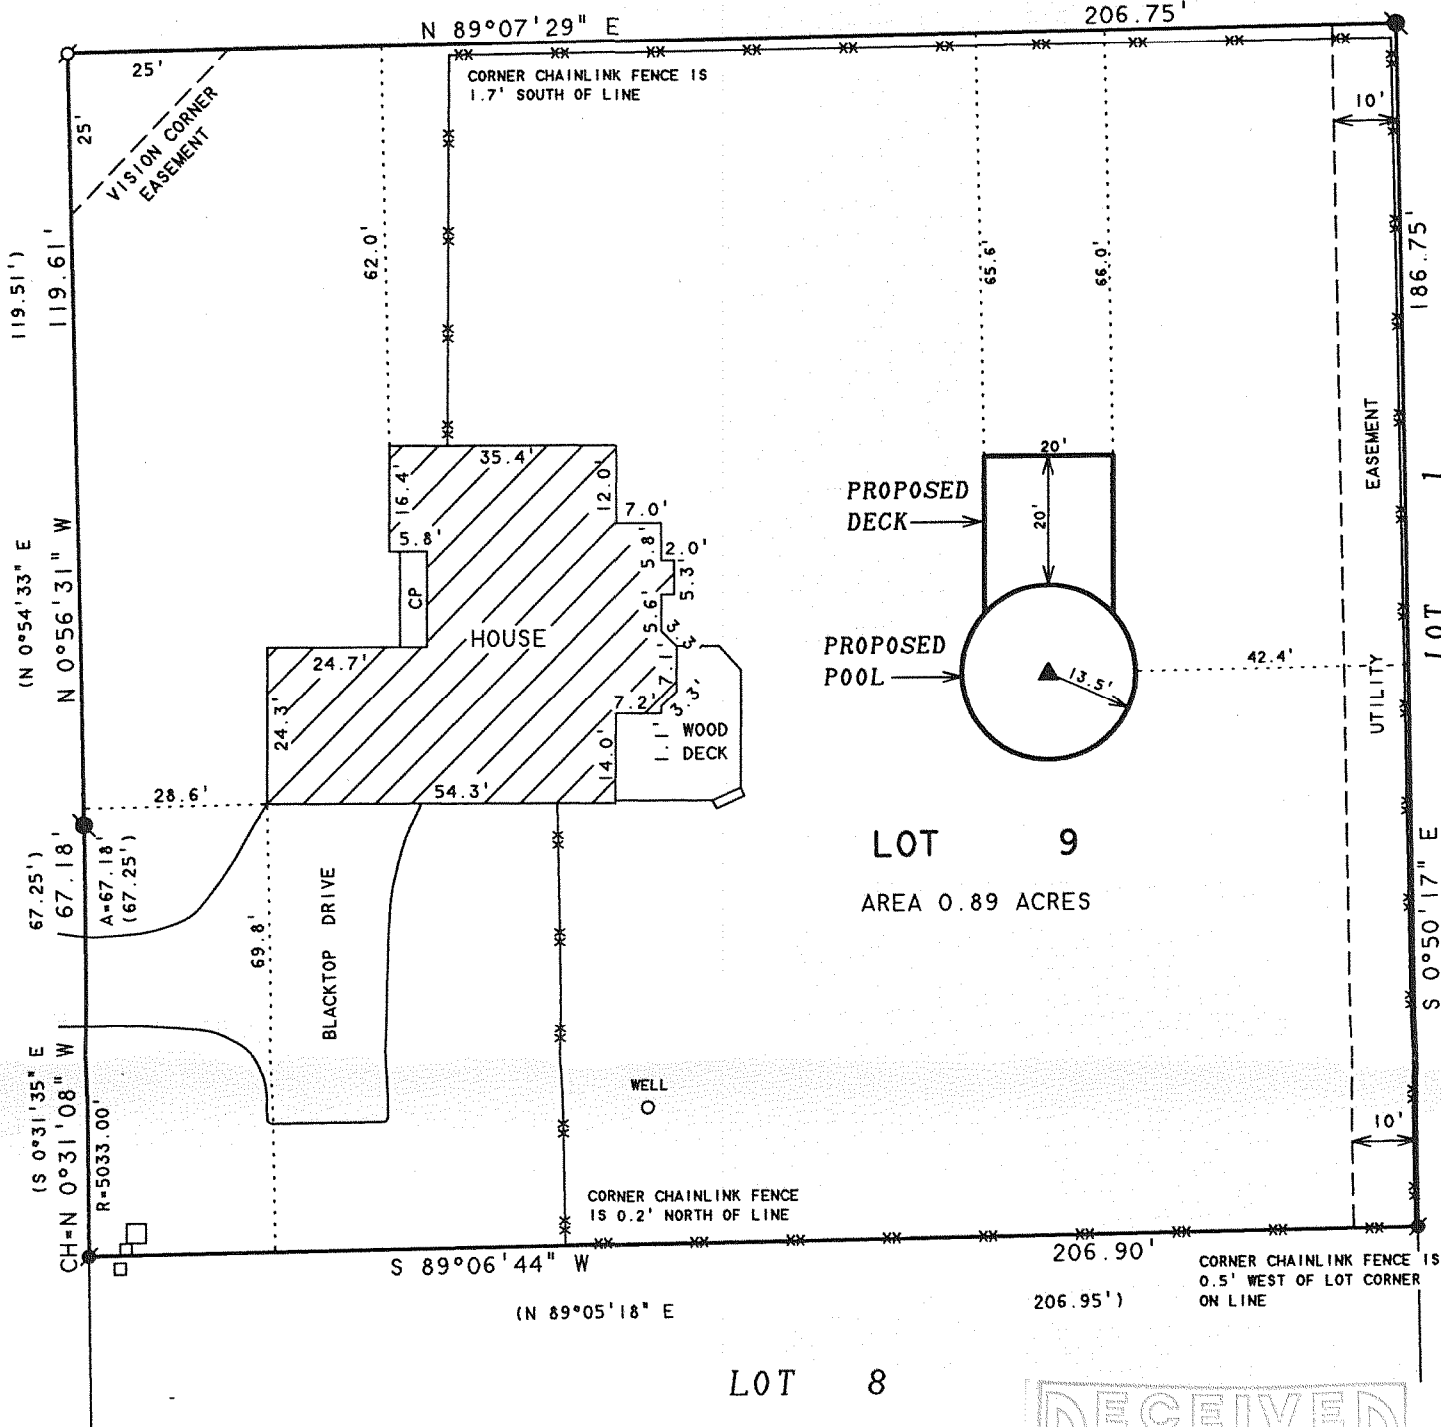 N 89°07'29" E
206.75'
25'
25'
VISION CORNER
EASEMENT
CORNER CHAINLINK FENCE IS
1.7' SOUTH OF LINE
10'
119.51')
119.61'
62.0'
65.6'
66.0'
186.75'
(N 0°54'33" E
N 0°56'31" W
35.4'
16.4'
12.0'
7.0'
5.8'
5.8'
2.0'
5.3'
CP
5.6'
3.3'
HOUSE
24.7'
7.1'
7.2'
3.3'
24.3'
1.1'
WOOD
DECK
14.0'
54.3'
28.6'
PROPOSED
DECK
20'
20'
PROPOSED
POOL
13.5'
42.4'
EASEMENT
UTILITY
LOT 1
67.25')
67.18'
A=67.18'
(67.25')
69.8'
BLACKTOP DRIVE
LOT 9
AREA 0.89 ACRES
S 0°50'17" E
(S 0°31'35" E
CH=N 0°31'08" W
R=5033.00'
WELL
10'
CORNER CHAINLINK FENCE
IS 0.2' NORTH OF LINE
S 89°06'44" W
206.90'
CORNER CHAINLINK FENCE IS
0.5' WEST OF LOT CORNER
ON LINE
(N 89°05'18" E
206.95')
LOT 8
RECEIVED